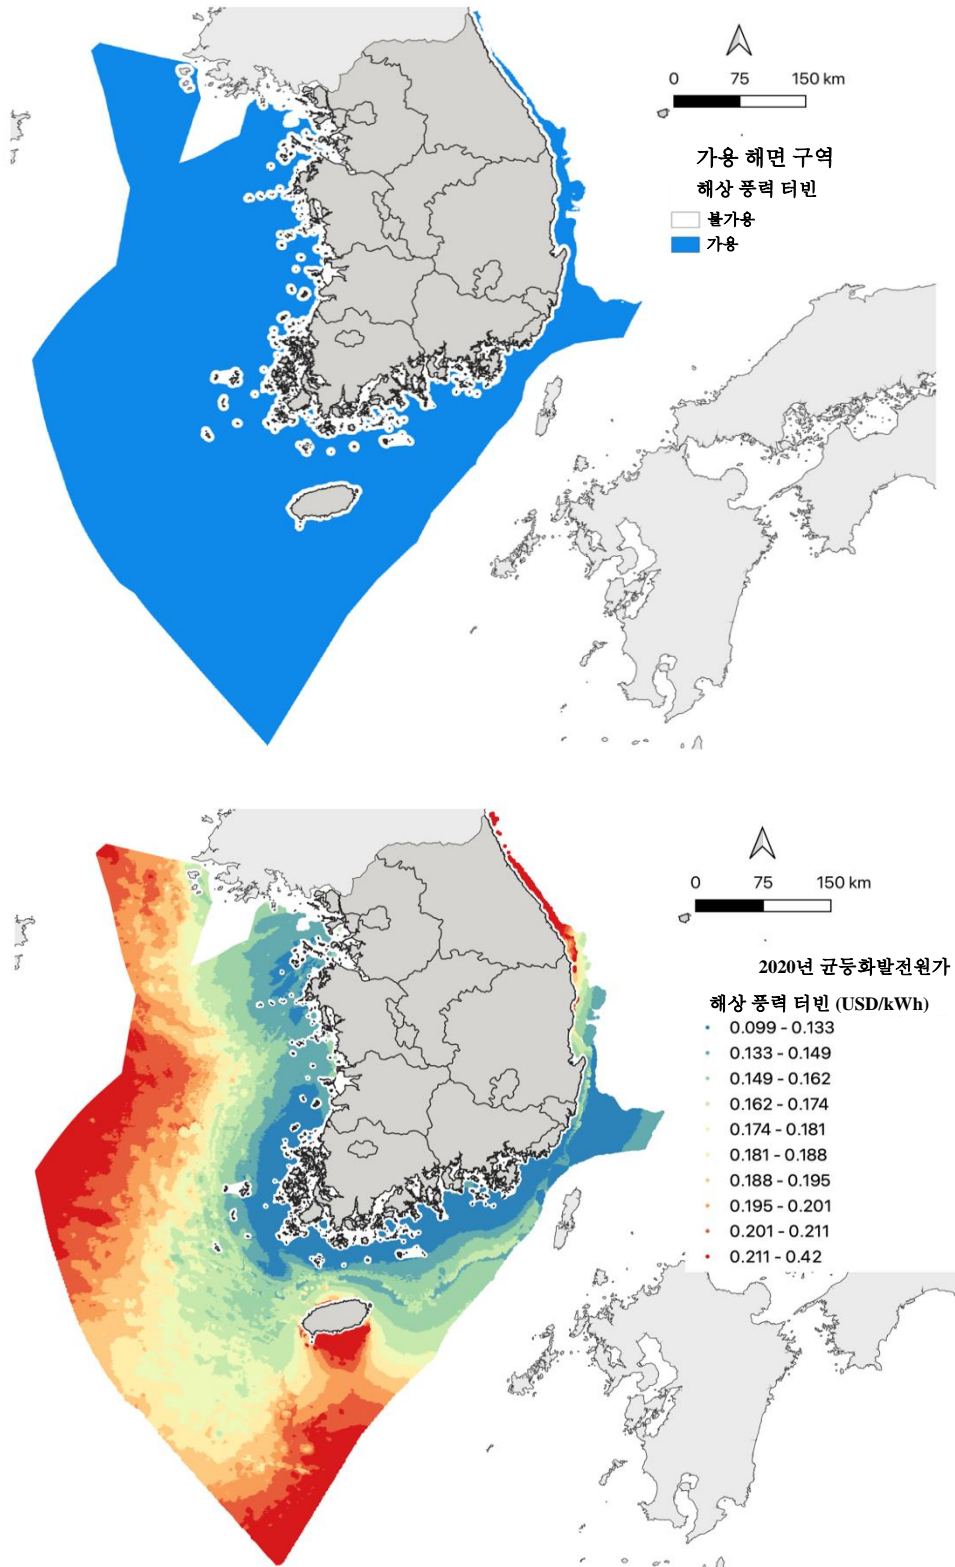 0 75 150 km
가용 해면 구역
해상 풍력 터빈
불가용
가용
0 75 150 km
2020년 균등화발전원가
해상 풍력 터빈 (USD/kWh)
0.099 - 0.133
0.133 - 0.149
0.149 - 0.162
0.162 - 0.174
0.174 - 0.181
0.181 - 0.188
0.188 - 0.195
0.195 - 0.201
0.201 - 0.211
0.211 - 0.42